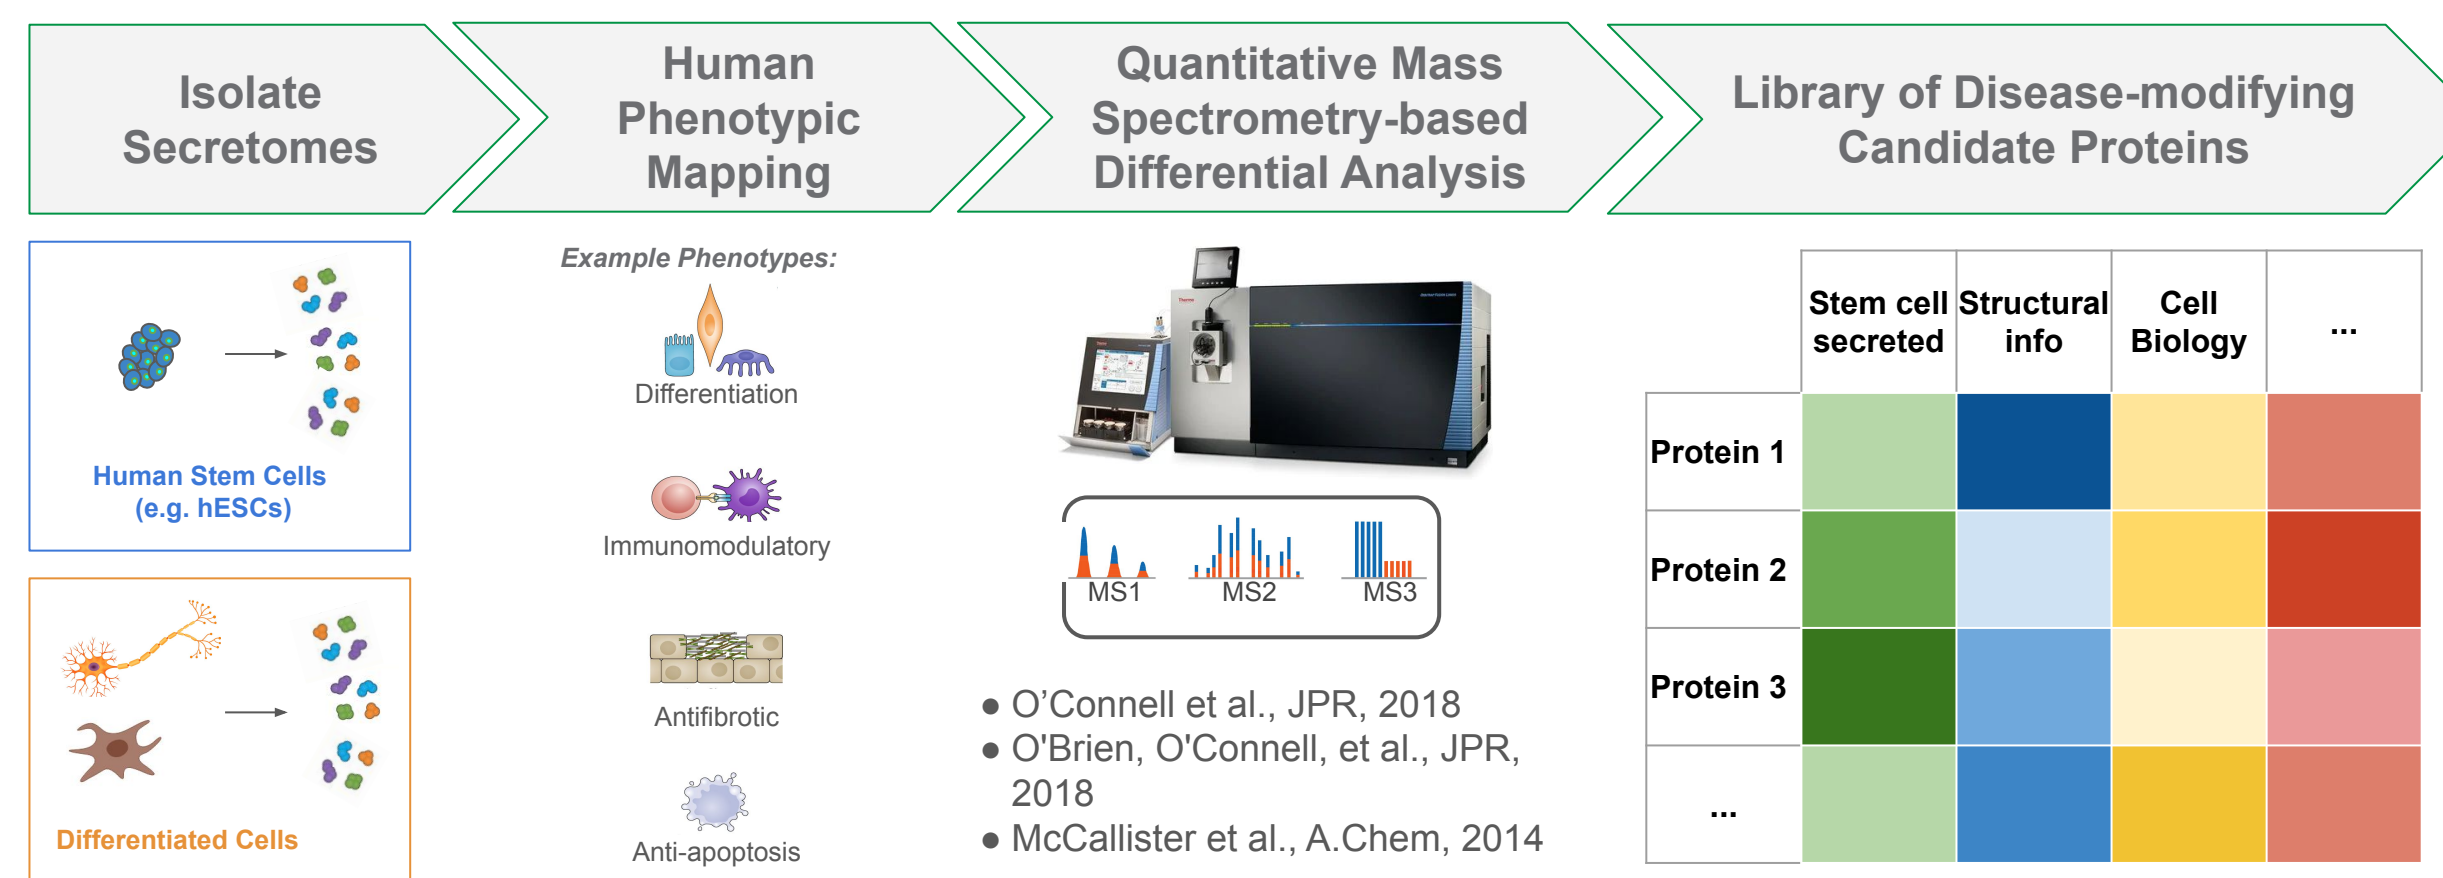 Isolate
Secretomes
Human
Phenotypic
Mapping
Quantitative Mass
Spectrometry-based
Differential Analysis
Library of Disease-modifying
Candidate Proteins
Human Stem Cells
(e.g. hESCs)
Differentiated Cells
Example Phenotypes:
Differentiation
Immunomodulatory
Antifibrotic
Anti-apoptosis
MS1 MS2 MS3
● O’Connell et al., JPR, 2018
● O'Brien, O'Connell, et al., JPR,
2018
● McCallister et al., A.Chem, 2014
Stem cell
secreted
Structural
info
Cell
Biology
...
Protein 1
Protein 2
Protein 3
...